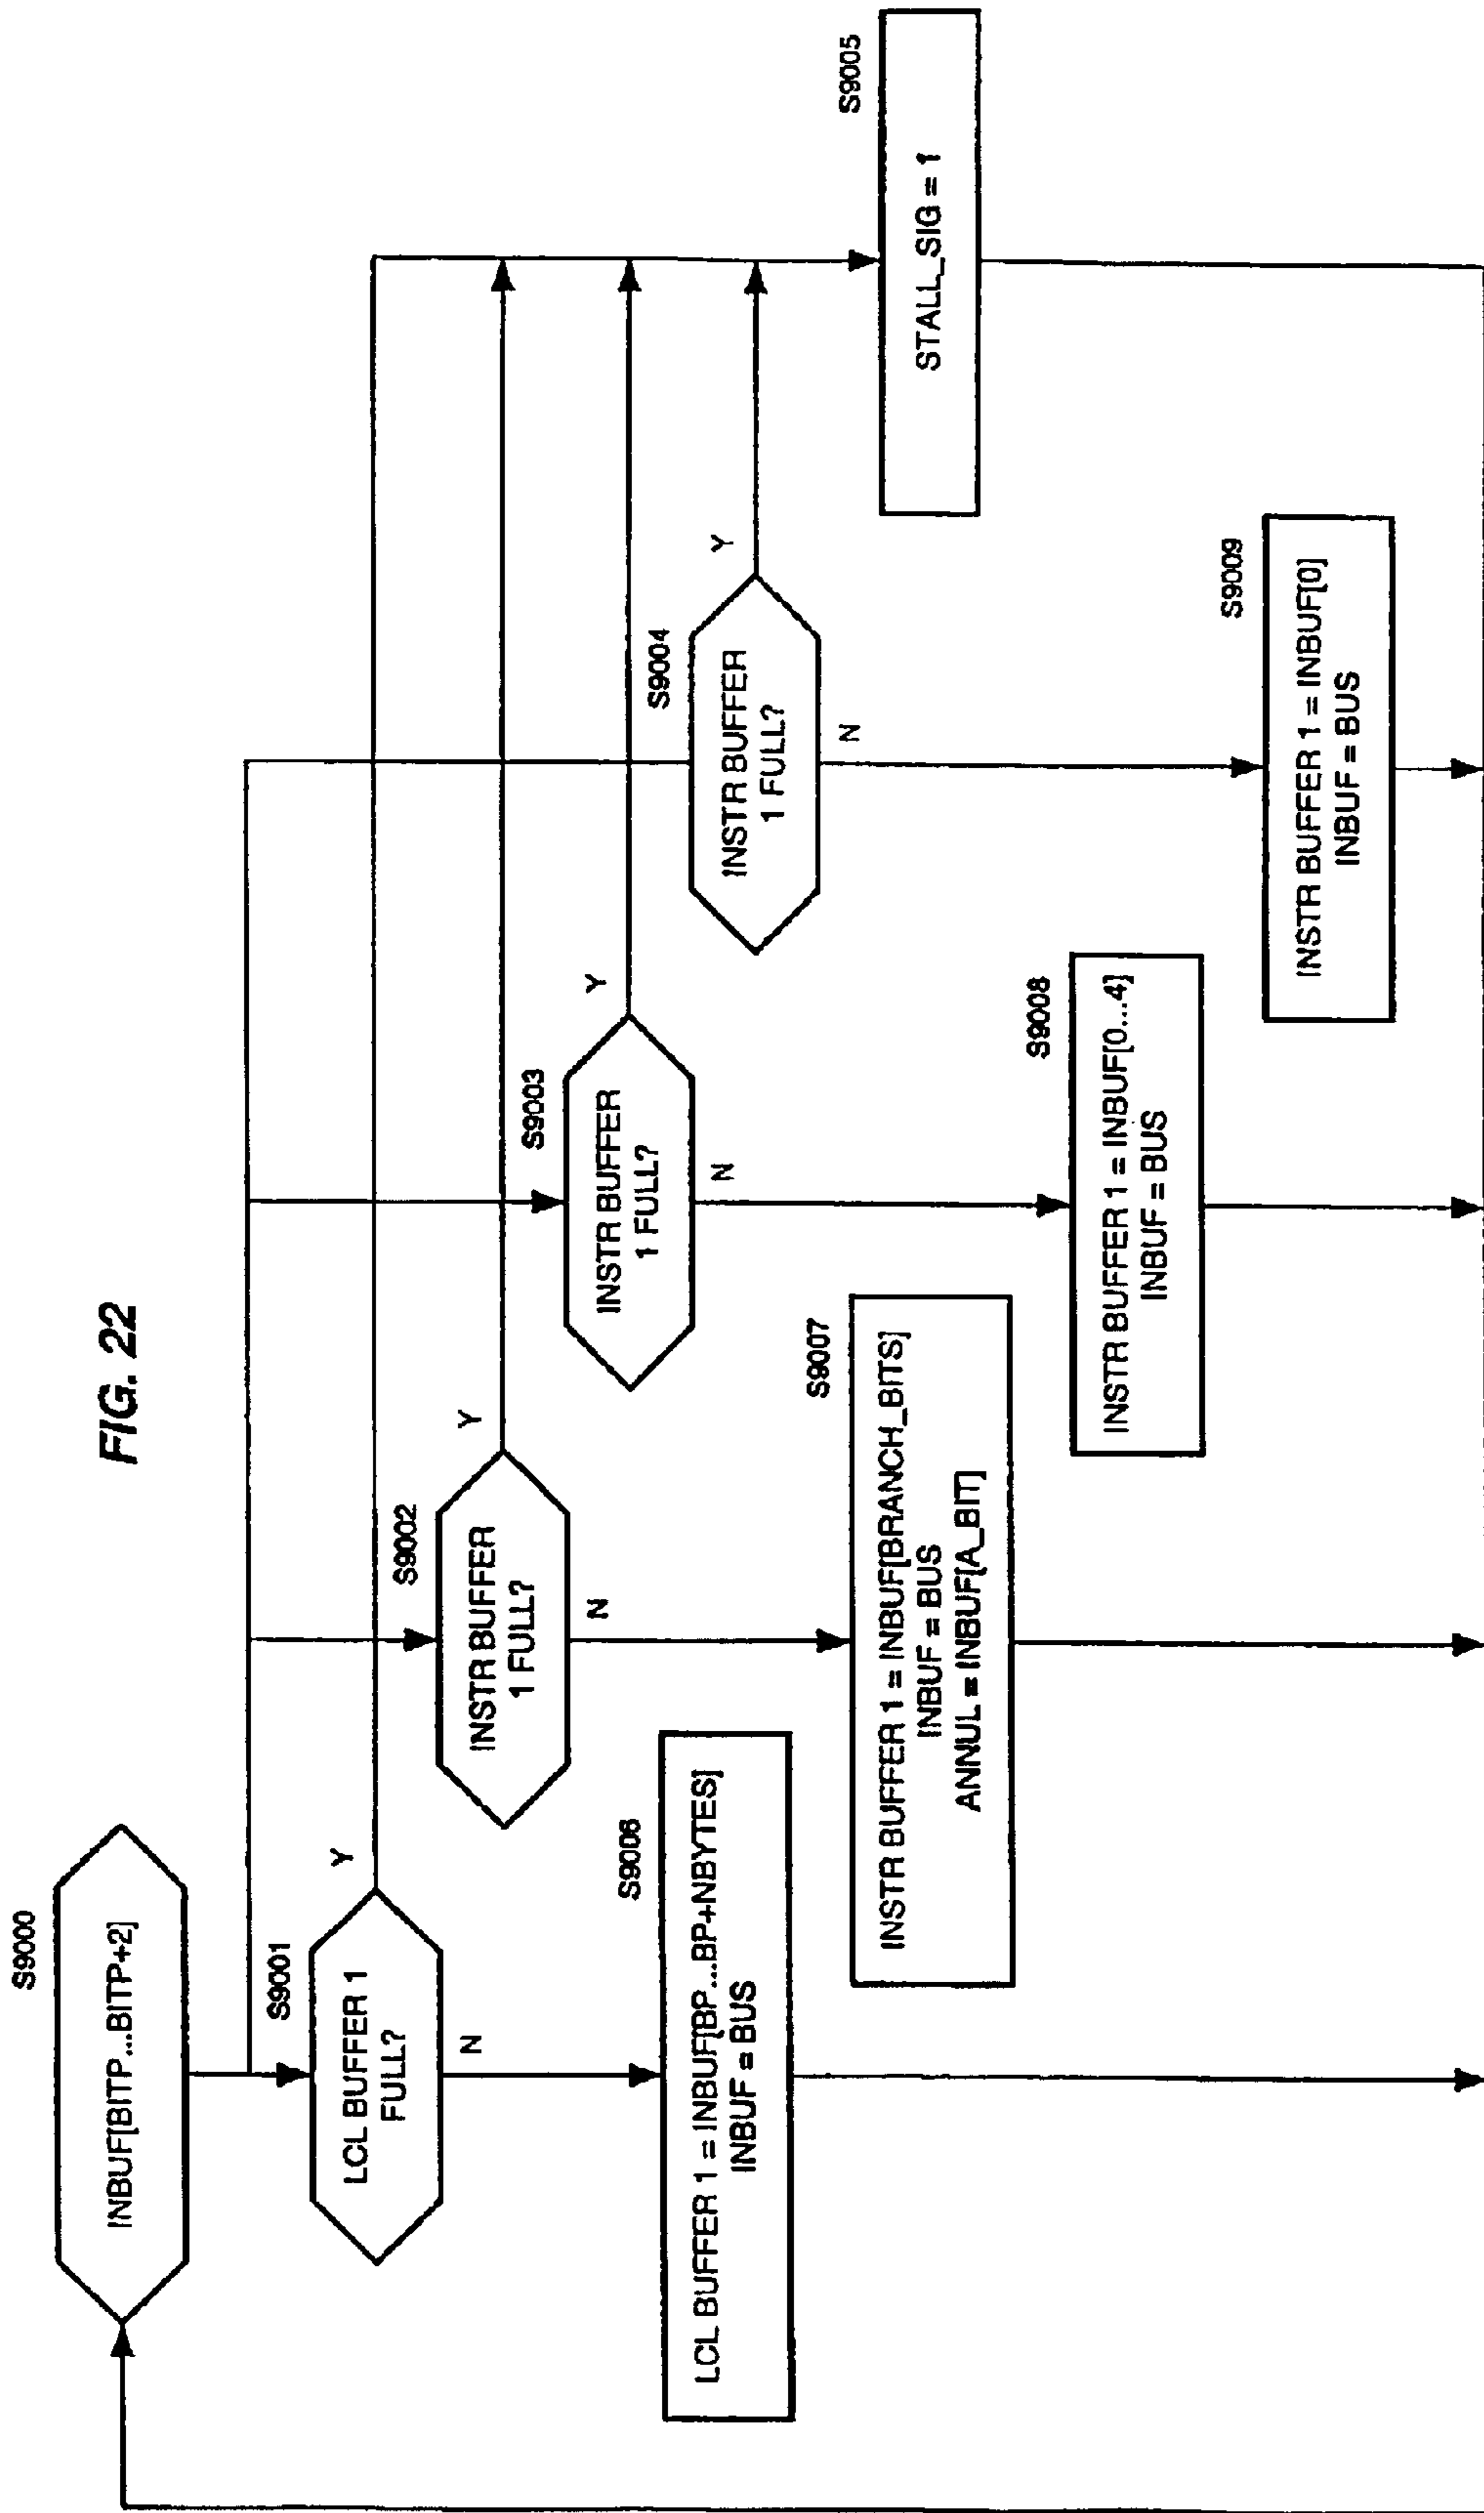 FIG. 22
S9000
INBUF[BITP...BITP+2]
S9001
LCL BUFFER 1
FULL?
Y
N
S9002
INSTR BUFFER
1 FULL?
Y
N
S9003
INSTR BUFFER
1 FULL?
Y
N
S9004
INSTR BUFFER
1 FULL?
Y
N
S9005
STALL_SIG = 1
S9006
LCL BUFFER 1 = INBUF[BP...BP+NBYTES]
INBUF = BUS
S9007
INSTR BUFFER 1 = INBUF[BRANCH_BITS]
INBUF = BUS
ANNUL = INBUF[A_BIT]
S9008
INSTR BUFFER 1 = INBUF[0...4]
INBUF = BUS
S9009
INSTR BUFFER 1 = INBUF[0]
INBUF = BUS